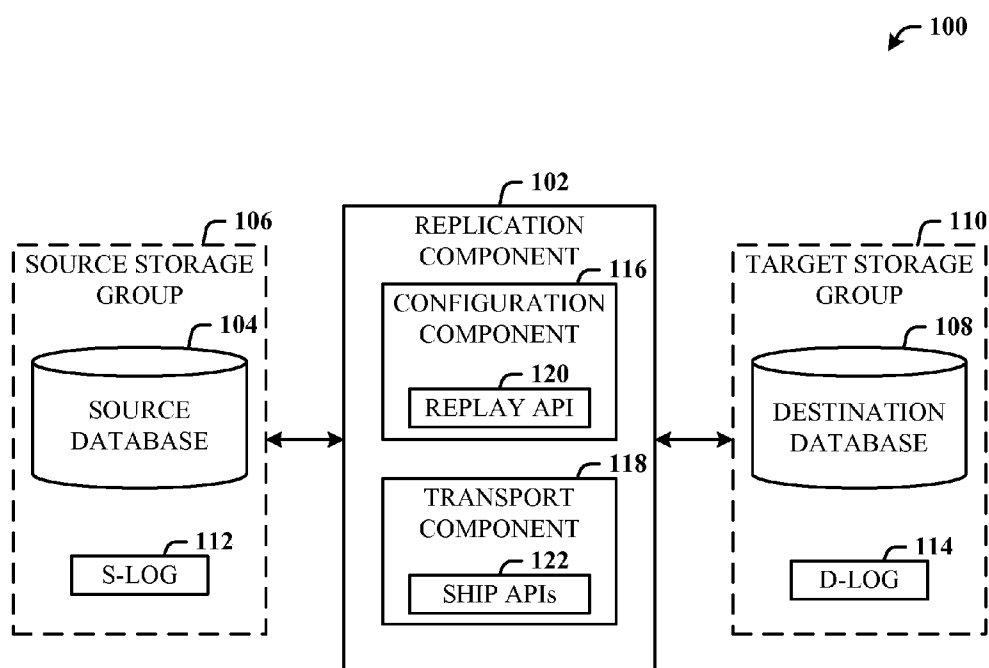 100
102
REPLICATION
COMPONENT
106
SOURCE STORAGE
GROUP
104
SOURCE
DATABASE
112
S-LOG
116
CONFIGURATION
COMPONENT
120
REPLAY API
118
TRANSPORT
COMPONENT
122
SHIP APIs
110
TARGET STORAGE
GROUP
108
DESTINATION
DATABASE
114
D-LOG